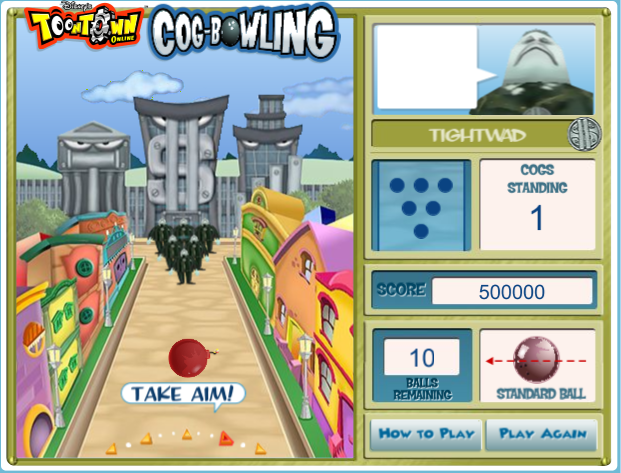 Disney's
TOONTOWN
ONLINE
COG-BOWLING
TIGHTWAD
COGS
STANDING
1
SCORE 500000
10
BALLS
REMAINING
STANDARD BALL
TAKE AIM!
HOW TO PLAY
PLAY AGAIN